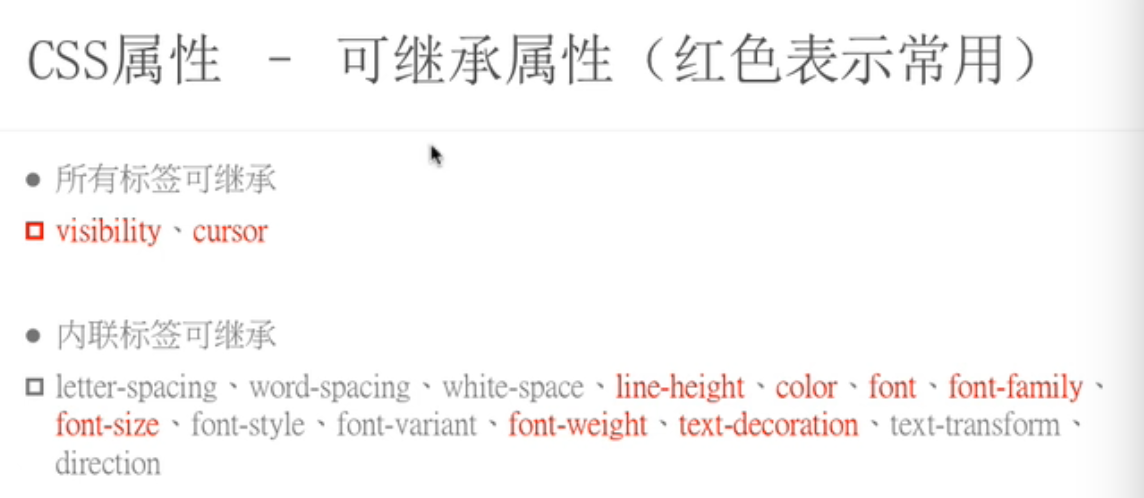 CSS属性 - 可继承属性（红色表示常用）
所有标签可继承
visibility、cursor
内联标签可继承
letter-spacing、word-spacing、white-space、line-height、color、font、font-family、
font-size、font-style、font-variant、font-weight、text-decoration、text-transform、
direction